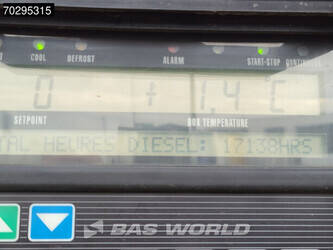 70295315
COOL DEFROST ALARM START-STOP
0 + 1.4 C
SETPOINT BOX TEMPERATURE
TAL HEURES DIESEL: 17138HRS
BAS WORLD